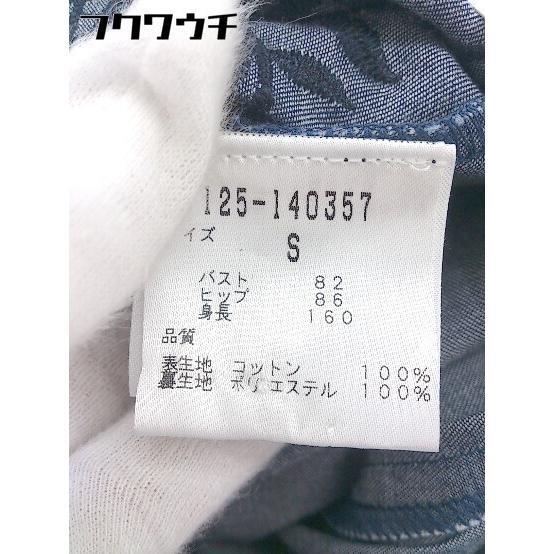 フクワウチ
125-140357
イズ S
バスト 82
ヒップ 86
身長 160
品質
表生地 コットン 100%
裏生地 ポリエステル 100%